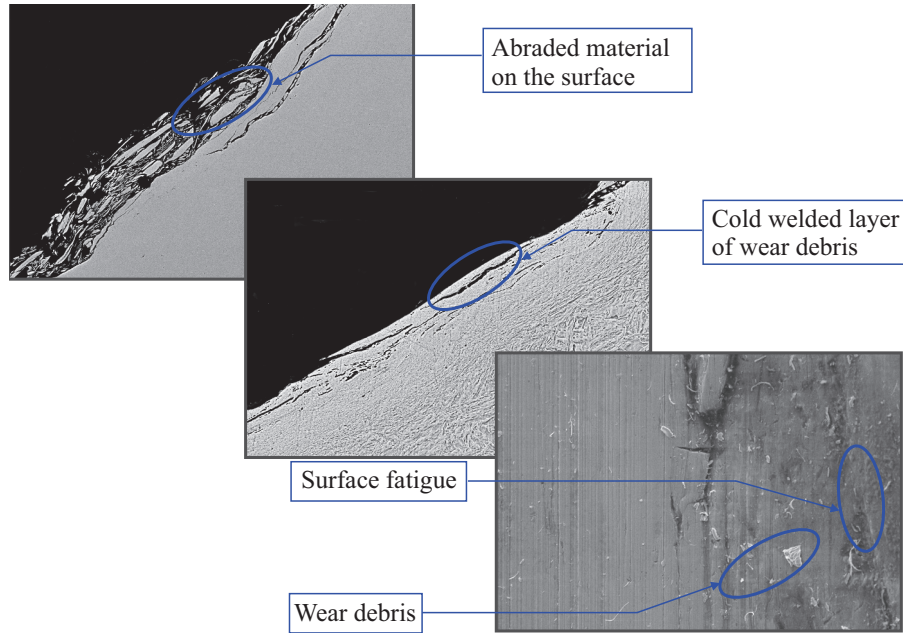 Abraded material
on the surface
Cold welded layer
of wear debris
Surface fatigue
Wear debris